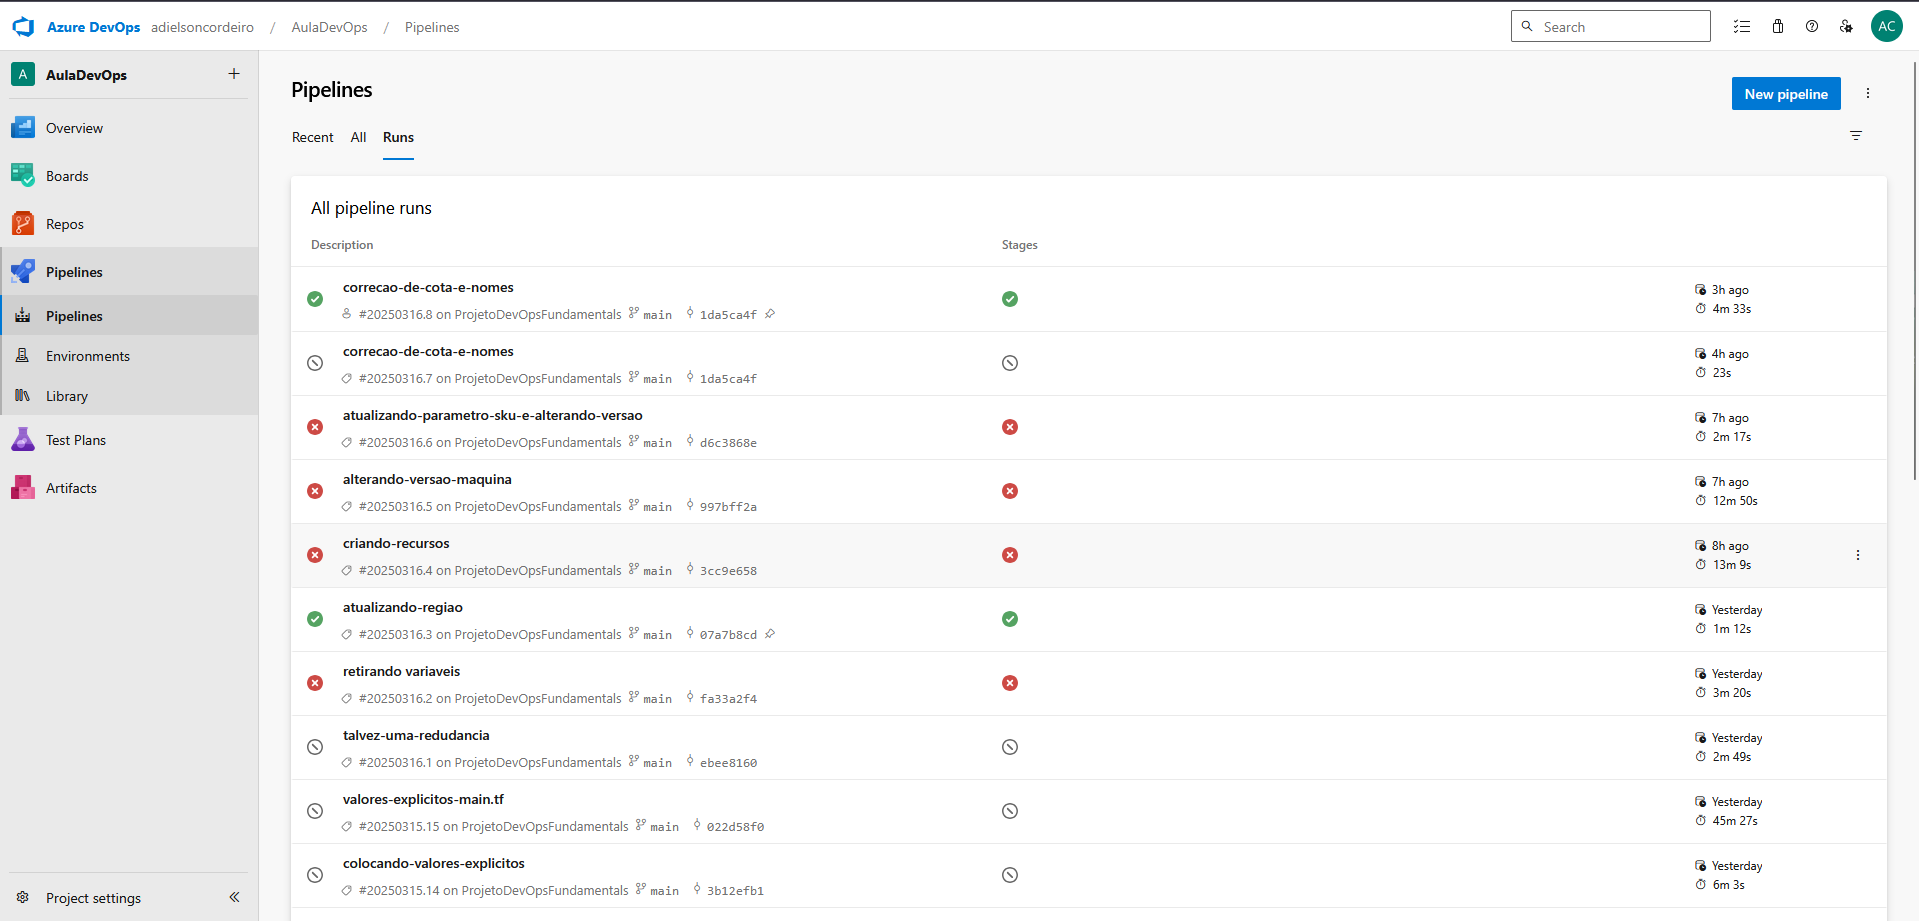 Azure DevOps adielsoncordeiro / AulaDevOps / Pipelines
Search
AC
A AulaDevOps +
Overview
Boards
Repos
Pipelines
Pipelines
Environments
Library
Test Plans
Artifacts
Project settings
Pipelines
New pipeline
Recent All Runs
All pipeline runs
Description Stages
correcao-de-cota-e-nomes
#20250316.8 on ProjetoDevOpsFundamentals main 1da5ca4f
3h ago
4m 33s
correcao-de-cota-e-nomes
#20250316.7 on ProjetoDevOpsFundamentals main 1da5ca4f
4h ago
23s
atualizando-parametro-sku-e-alterando-versao
#20250316.6 on ProjetoDevOpsFundamentals main d6c3868e
7h ago
2m 17s
alterando-versao-maquina
#20250316.5 on ProjetoDevOpsFundamentals main 997bff2a
7h ago
12m 50s
criando-recursos
#20250316.4 on ProjetoDevOpsFundamentals main 3cc9e658
8h ago
13m 9s
atualizando-regiao
#20250316.3 on ProjetoDevOpsFundamentals main 07a7b8cd
Yesterday
1m 12s
retirando variaveis
#20250316.2 on ProjetoDevOpsFundamentals main fa33a2f4
Yesterday
3m 20s
talvez-uma-redudancia
#20250316.1 on ProjetoDevOpsFundamentals main ebee8160
Yesterday
2m 49s
valores-explicitos-main.tf
#20250315.15 on ProjetoDevOpsFundamentals main 022d58f0
Yesterday
45m 27s
colocando-valores-explicitos
#20250315.14 on ProjetoDevOpsFundamentals main 3b12efb1
Yesterday
6m 3s